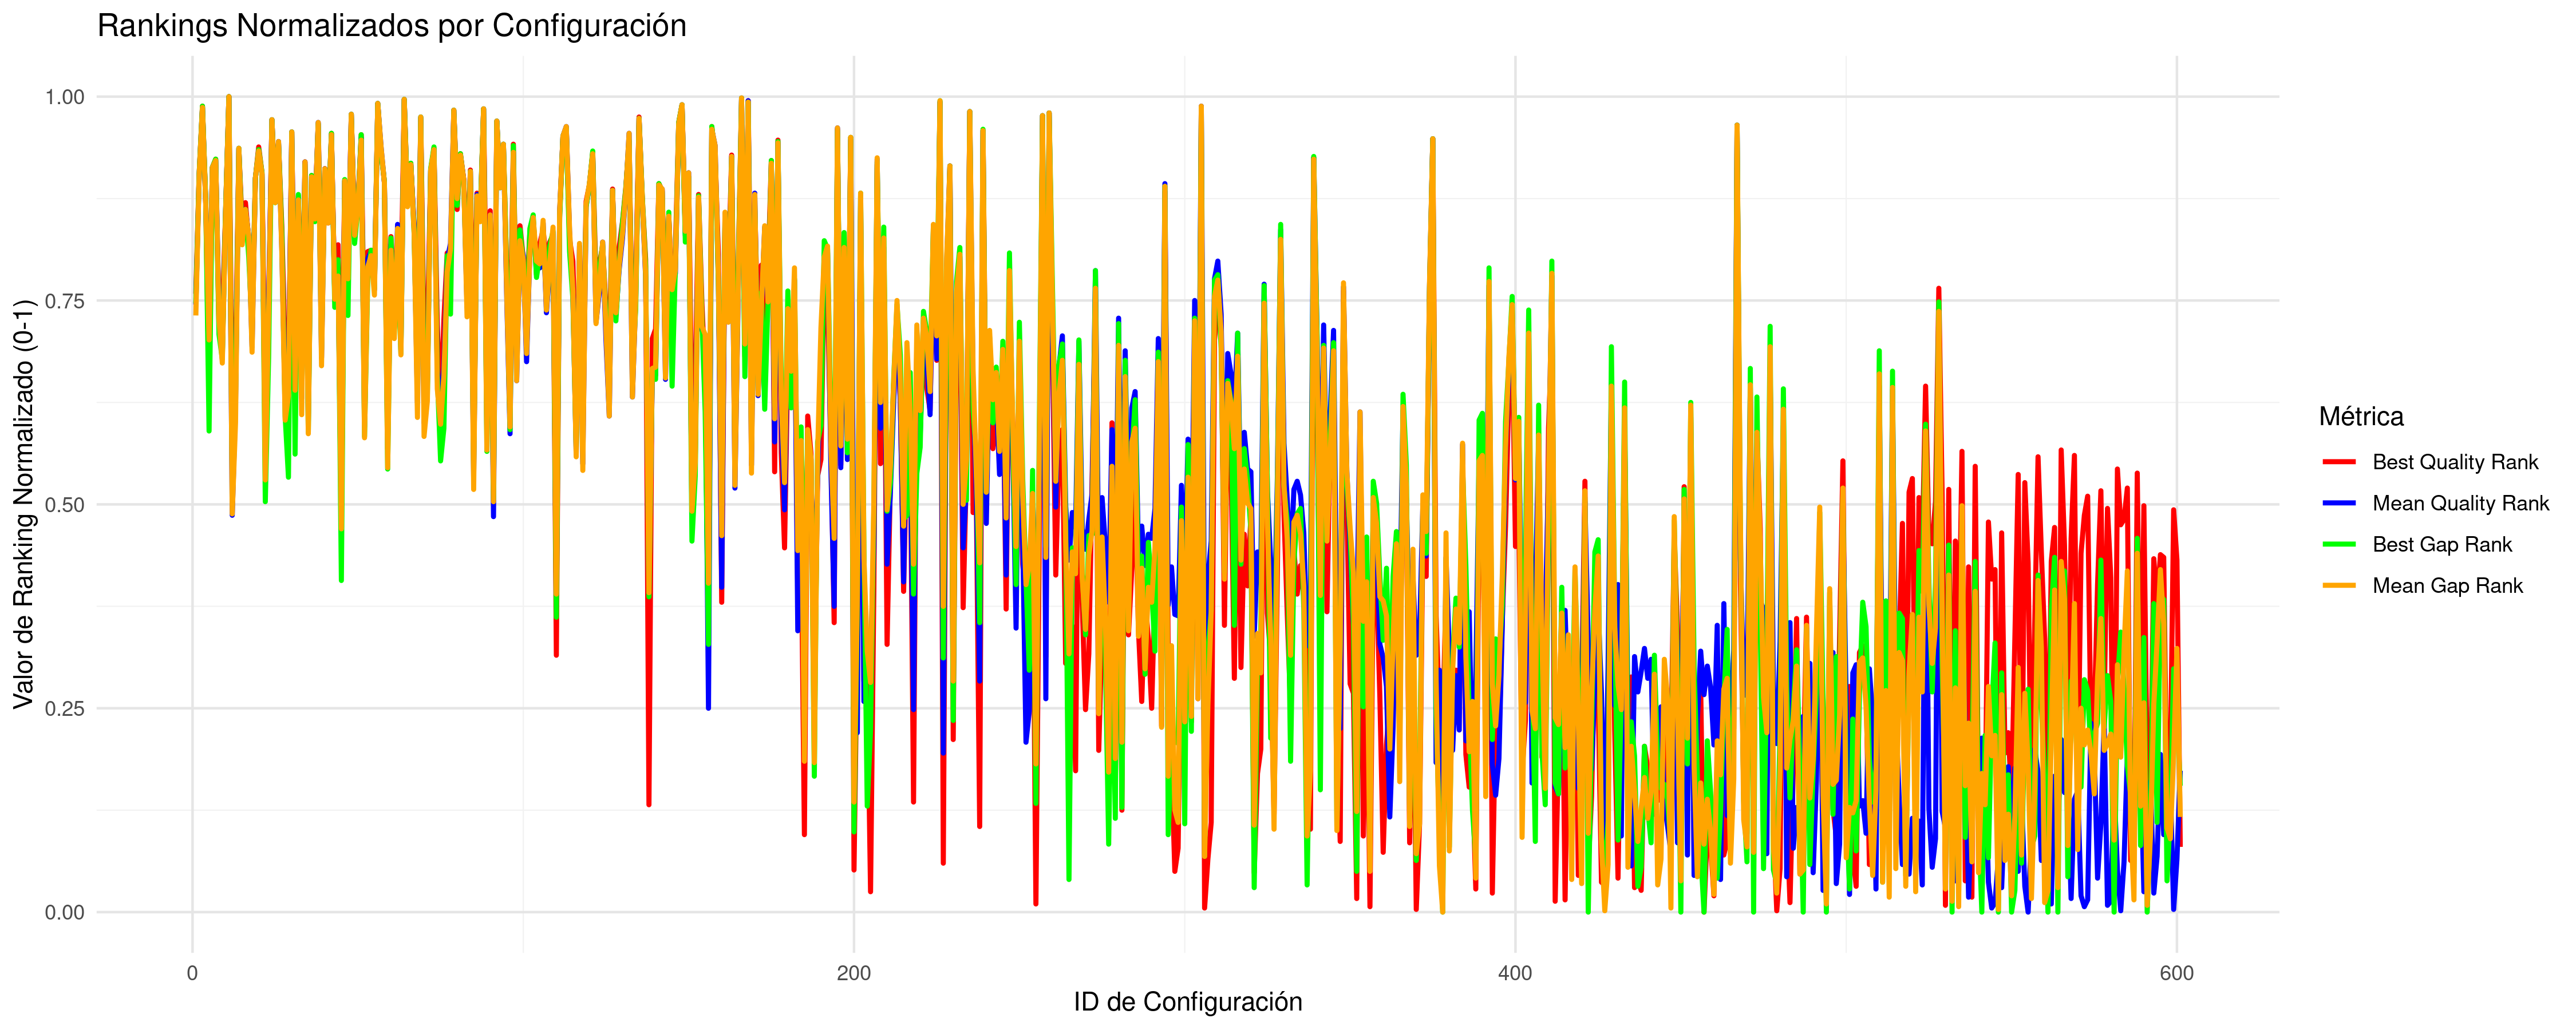 Rankings Normalizados por Configuración
Valor de Ranking Normalizado (0-1)
1.00
0.75
0.50
0.25
0.00
0
200
400
600
ID de Configuración
Métrica
Best Quality Rank
Mean Quality Rank
Best Gap Rank
Mean Gap Rank